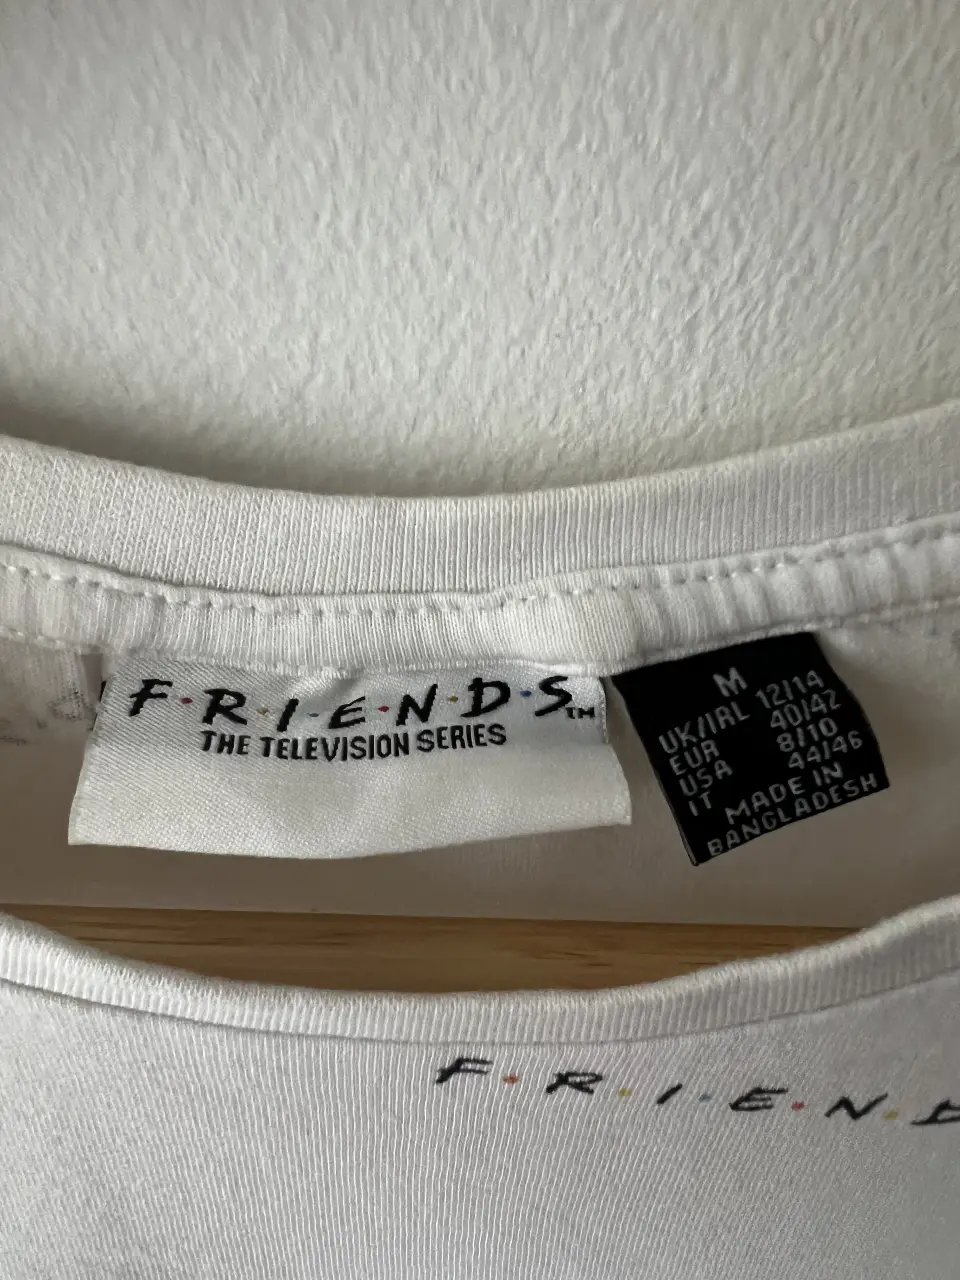 F·R·I·E·N·D·S TM
THE TELEVISION SERIES
M
UK/IRL 12/14
EUR 40/42
USA 8/10
IT 44/46
MADE IN
BANGLADESH
F·R·I·E·N·D